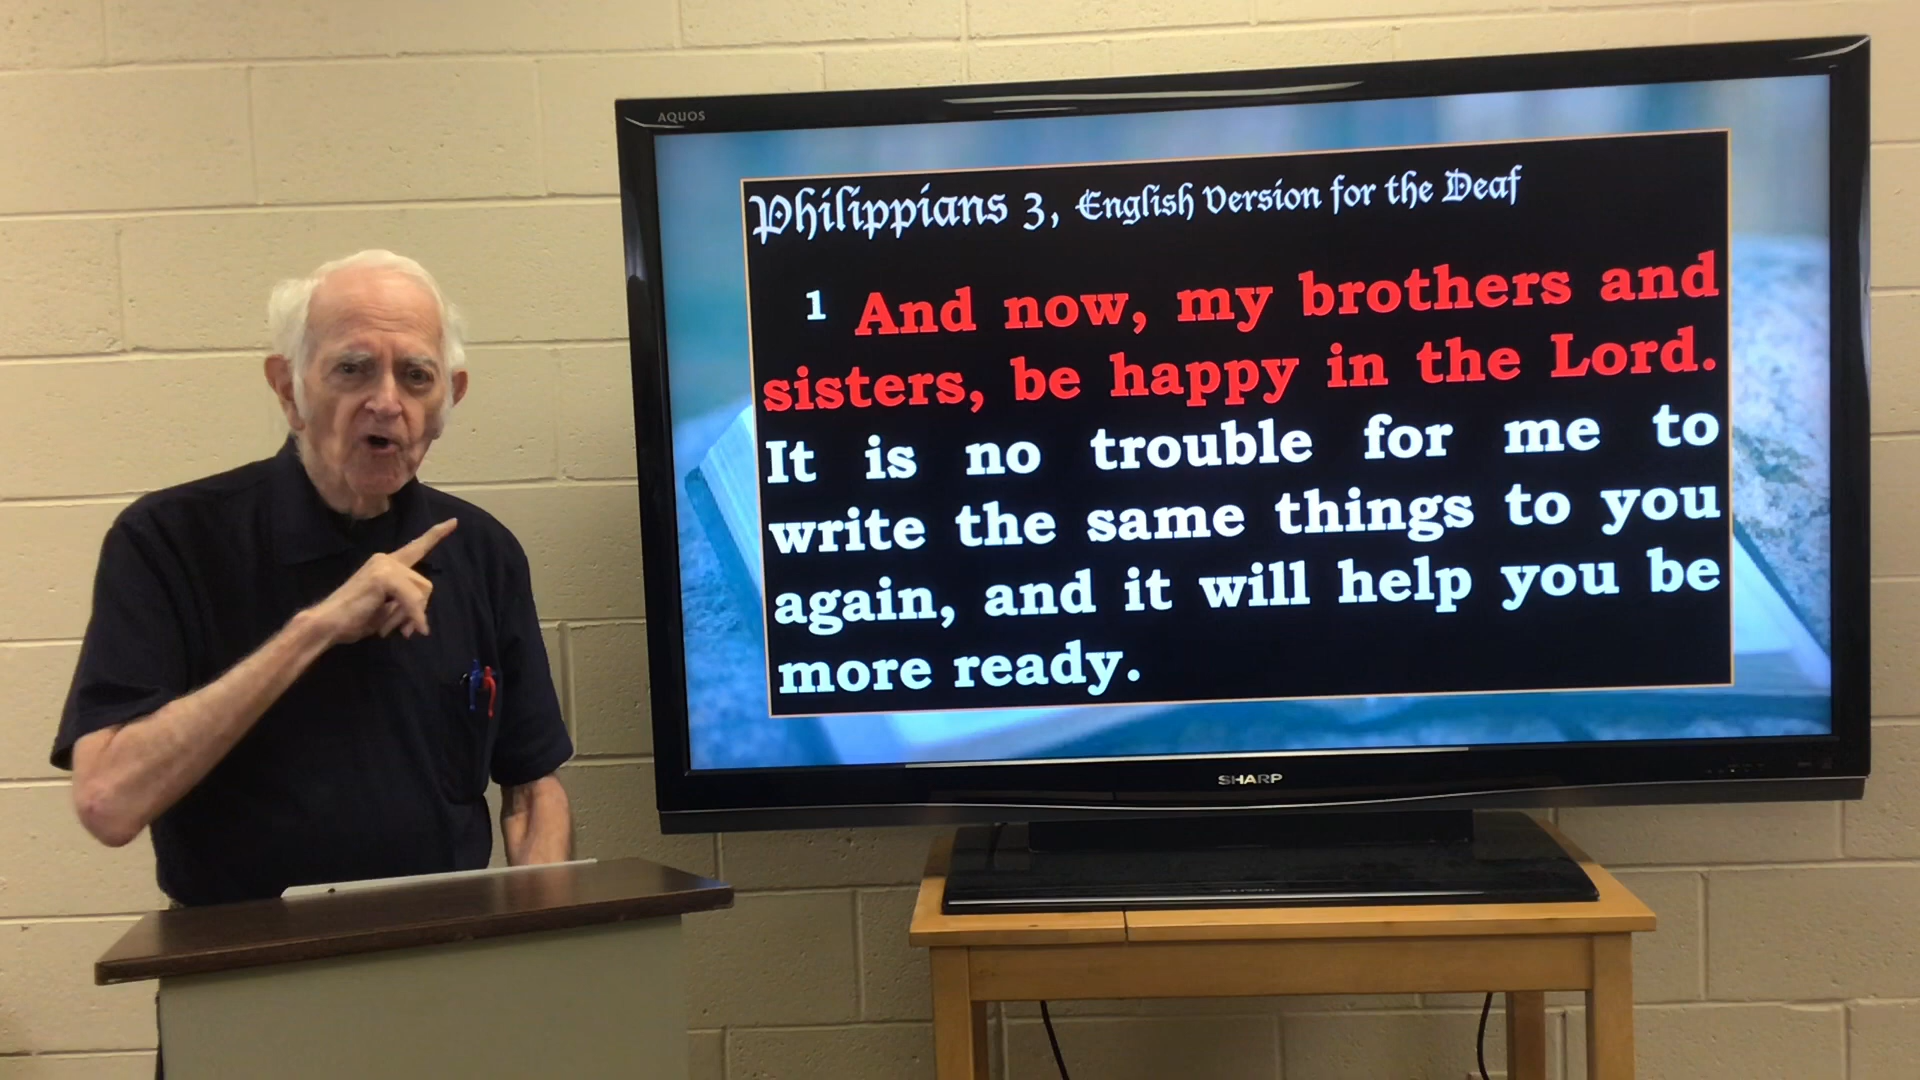 AQUOS
Philippians 3, English Version for the Deaf
1 And now, my brothers and
sisters, be happy in the Lord.
It is no trouble for me to
write the same things to you
again, and it will help you be
more ready.
SHARP